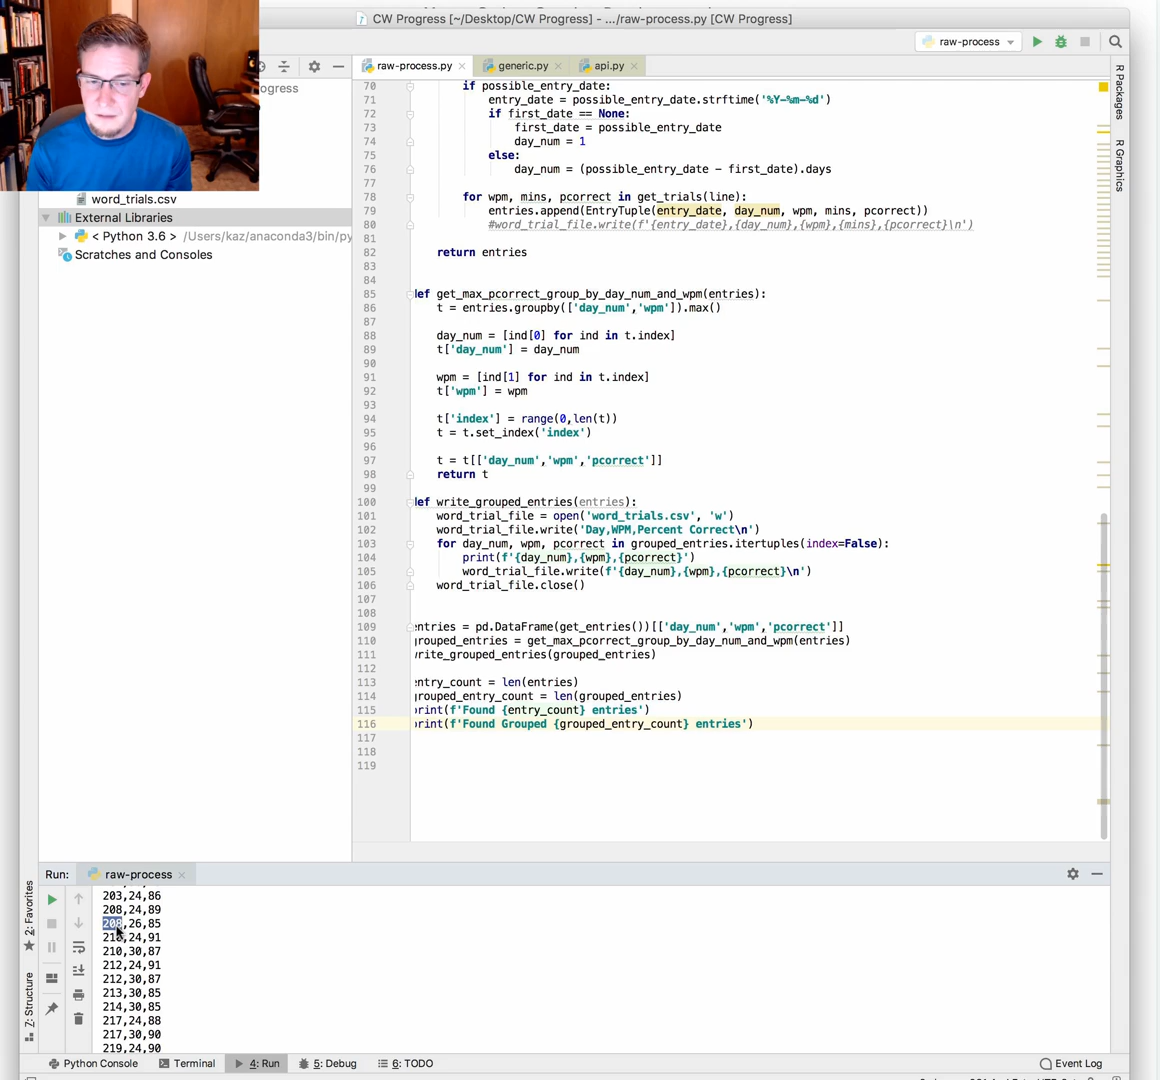 CW Progress [~/Desktop/CW Progress] - .../raw-process.py [CW Progress]
raw-process
raw-process.py
generic.py
api.py
ogress
word_trials.csv
External Libraries
< Python 3.6 > /Users/kaz/anaconda3/bin/py
Scratches and Consoles
70 if possible_entry_date:
71 entry_date = possible_entry_date.strftime('%Y-%m-%d')
72 if first_date == None:
73 first_date = possible_entry_date
74 day_num = 1
75 else:
76 day_num = (possible_entry_date - first_date).days
77
78 for wpm, mins, pcorrect in get_trials(line):
79 entries.append(EntryTuple(entry_date, day_num, wpm, mins, pcorrect))
80 #word_trial_file.write(f'{entry_date},{day_num},{wpm},{mins},{pcorrect}\n')
81
82 return entries
83
84
85 def get_max_pcorrect_group_by_day_num_and_wpm(entries):
86 t = entries.groupby(['day_num','wpm']).max()
87
88 day_num = [ind[0] for ind in t.index]
89 t['day_num'] = day_num
90
91 wpm = [ind[1] for ind in t.index]
92 t['wpm'] = wpm
93
94 t['index'] = range(0,len(t))
95 t = t.set_index('index')
96
97 t = t[['day_num','wpm','pcorrect']]
98 return t
99
100 def write_grouped_entries(entries):
101 word_trial_file = open('word_trials.csv', 'w')
102 word_trial_file.write('Day,WPM,Percent Correct\n')
103 for day_num, wpm, pcorrect in grouped_entries.itertuples(index=False):
104 print(f'{day_num},{wpm},{pcorrect}')
105 word_trial_file.write(f'{day_num},{wpm},{pcorrect}\n')
106 word_trial_file.close()
107
108
109 entries = pd.DataFrame(get_entries())[['day_num','wpm','pcorrect']]
110 grouped_entries = get_max_pcorrect_group_by_day_num_and_wpm(entries)
111 write_grouped_entries(grouped_entries)
112
113 entry_count = len(entries)
114 grouped_entry_count = len(grouped_entries)
115 print(f'Found {entry_count} entries')
116 print(f'Found Grouped {grouped_entry_count} entries')
117
118
119
R Packages
R Graphics
Run: raw-process
203,24,86
208,24,89
208,26,85
210,24,91
210,30,87
212,24,91
212,30,87
213,30,85
214,30,85
217,24,88
217,30,90
219,24,90
2: Favorites
7: Structure
Python Console
Terminal
4: Run
5: Debug
6: TODO
Event Log